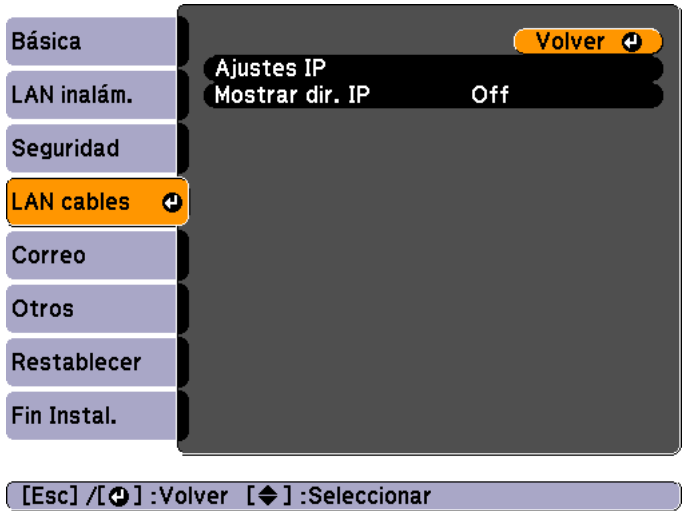 Básica
LAN inalám.
Seguridad
LAN cables
Correo
Otros
Restablecer
Fin Instal.
Volver
Ajustes IP
Mostrar dir. IP Off
[Esc] /[ ] :Volver [ ] :Seleccionar